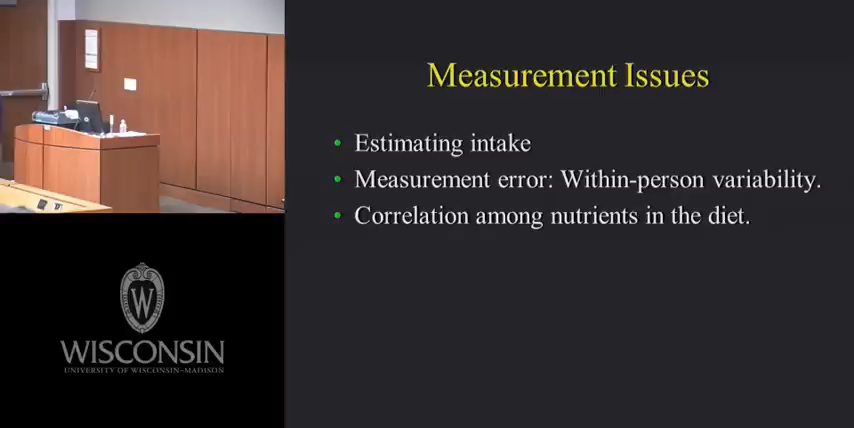 Measurement Issues
• Estimating intake
• Measurement error: Within-person variability.
• Correlation among nutrients in the diet.
W
WISCONSIN
UNIVERSITY OF WISCONSIN–MADISON